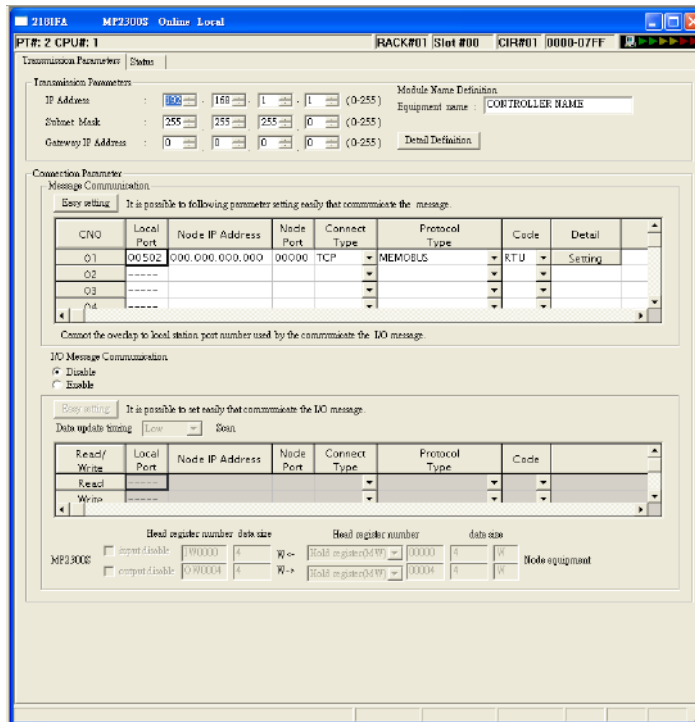 218IFA MP2300S Online Local
PT#: 2 CPU#: 1 RACK#01 Slot #00 CIR#01 0000-07FF
Transmission Parameters Status
Transmission Parameters
IP Address : 192 . 168 . 1 . 1 (0-255)
Module Name Definition
Equipment name : CONTROLLER NAME
Subnet Mask : 255 . 255 . 255 . 0 (0-255)
Gateway IP Address : 0 . 0 . 0 . 0 (0-255) Detail Definition
Connection Parameter
Message Communication
Easy setting It is possible to following parameter setting easily that communicate the message.
CNO Local Port Node IP Address Node Port Connect Type Protocol Type Code Detail
01 00502 000.000.000.000 00000 TCP MEMOBUS RTU Setting
02 -----
03 -----
04 -----
Cannot the overlap to local station port number used by the communicate the I/O message.
I/O Message Communication
Disable
Enable
Easy setting It is possible to set easily that communicate the I/O message.
Data update timing Low Scan
Read/Write Local Port Node IP Address Node Port Connect Type Protocol Type Code
Read -----
Write -----
Head register number data size Head register number data size
MP2300S input disable IW0000 4 W<- Hold register(MW) 00000 4 W Node equipment
output disable OW0004 4 W-> Hold register(MW) 00004 4 W